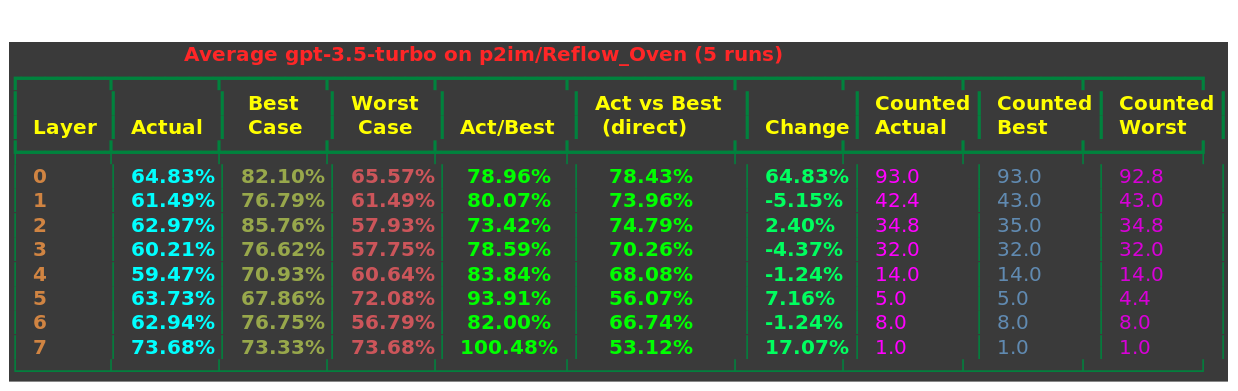 Average gpt-3.5-turbo on p2im/Reflow_Oven (5 runs)
Best Worst Act vs Best Counted Counted Counted
Layer Actual Case Case Act/Best (direct) Change Actual Best Worst
0 64.83% 82.10% 65.57% 78.96% 78.43% 64.83% 93.0 93.0 92.8
1 61.49% 76.79% 61.49% 80.07% 73.96% -5.15% 42.4 43.0 43.0
2 62.97% 85.76% 57.93% 73.42% 74.79% 2.40% 34.8 35.0 34.8
3 60.21% 76.62% 57.75% 78.59% 70.26% -4.37% 32.0 32.0 32.0
4 59.47% 70.93% 60.64% 83.84% 68.08% -1.24% 14.0 14.0 14.0
5 63.73% 67.86% 72.08% 93.91% 56.07% 7.16% 5.0 5.0 4.4
6 62.94% 76.75% 56.79% 82.00% 66.74% -1.24% 8.0 8.0 8.0
7 73.68% 73.33% 73.68% 100.48% 53.12% 17.07% 1.0 1.0 1.0